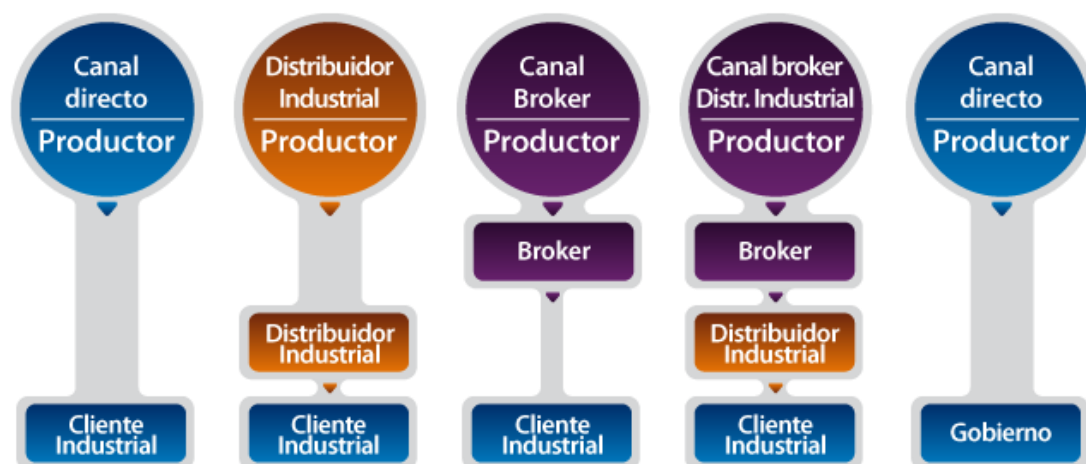 Canal
directo
Productor
Cliente
Industrial
Distribuidor
Industrial
Productor
Distribuidor
Industrial
Cliente
Industrial
Canal
Broker
Productor
Broker
Cliente
Industrial
Canal broker
Distr. Industrial
Productor
Broker
Distribuidor
Industrial
Cliente
Industrial
Canal
directo
Productor
Gobierno